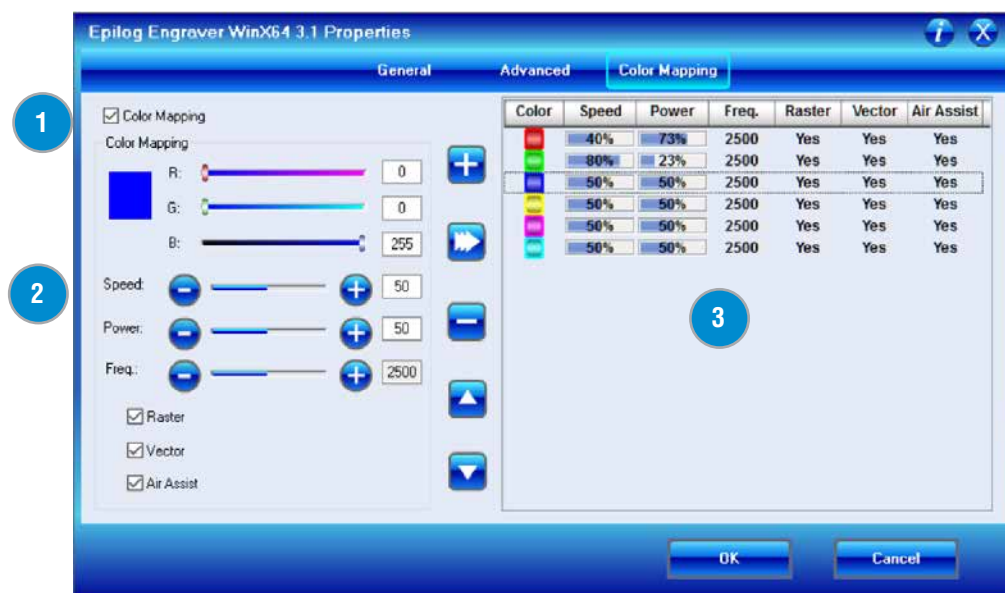 Epilog Engraver WinX64 3.1 Properties
General Advanced Color Mapping
1
Color Mapping
Color Mapping
R: 0
G: 0
B: 255
2
Speed: 50
Power: 50
Freq.: 2500
Raster
Vector
Air Assist
Color Speed Power Freq. Raster Vector Air Assist
40% 73% 2500 Yes Yes Yes
80% 23% 2500 Yes Yes Yes
50% 50% 2500 Yes Yes Yes
50% 50% 2500 Yes Yes Yes
50% 50% 2500 Yes Yes Yes
50% 50% 2500 Yes Yes Yes
3
OK Cancel